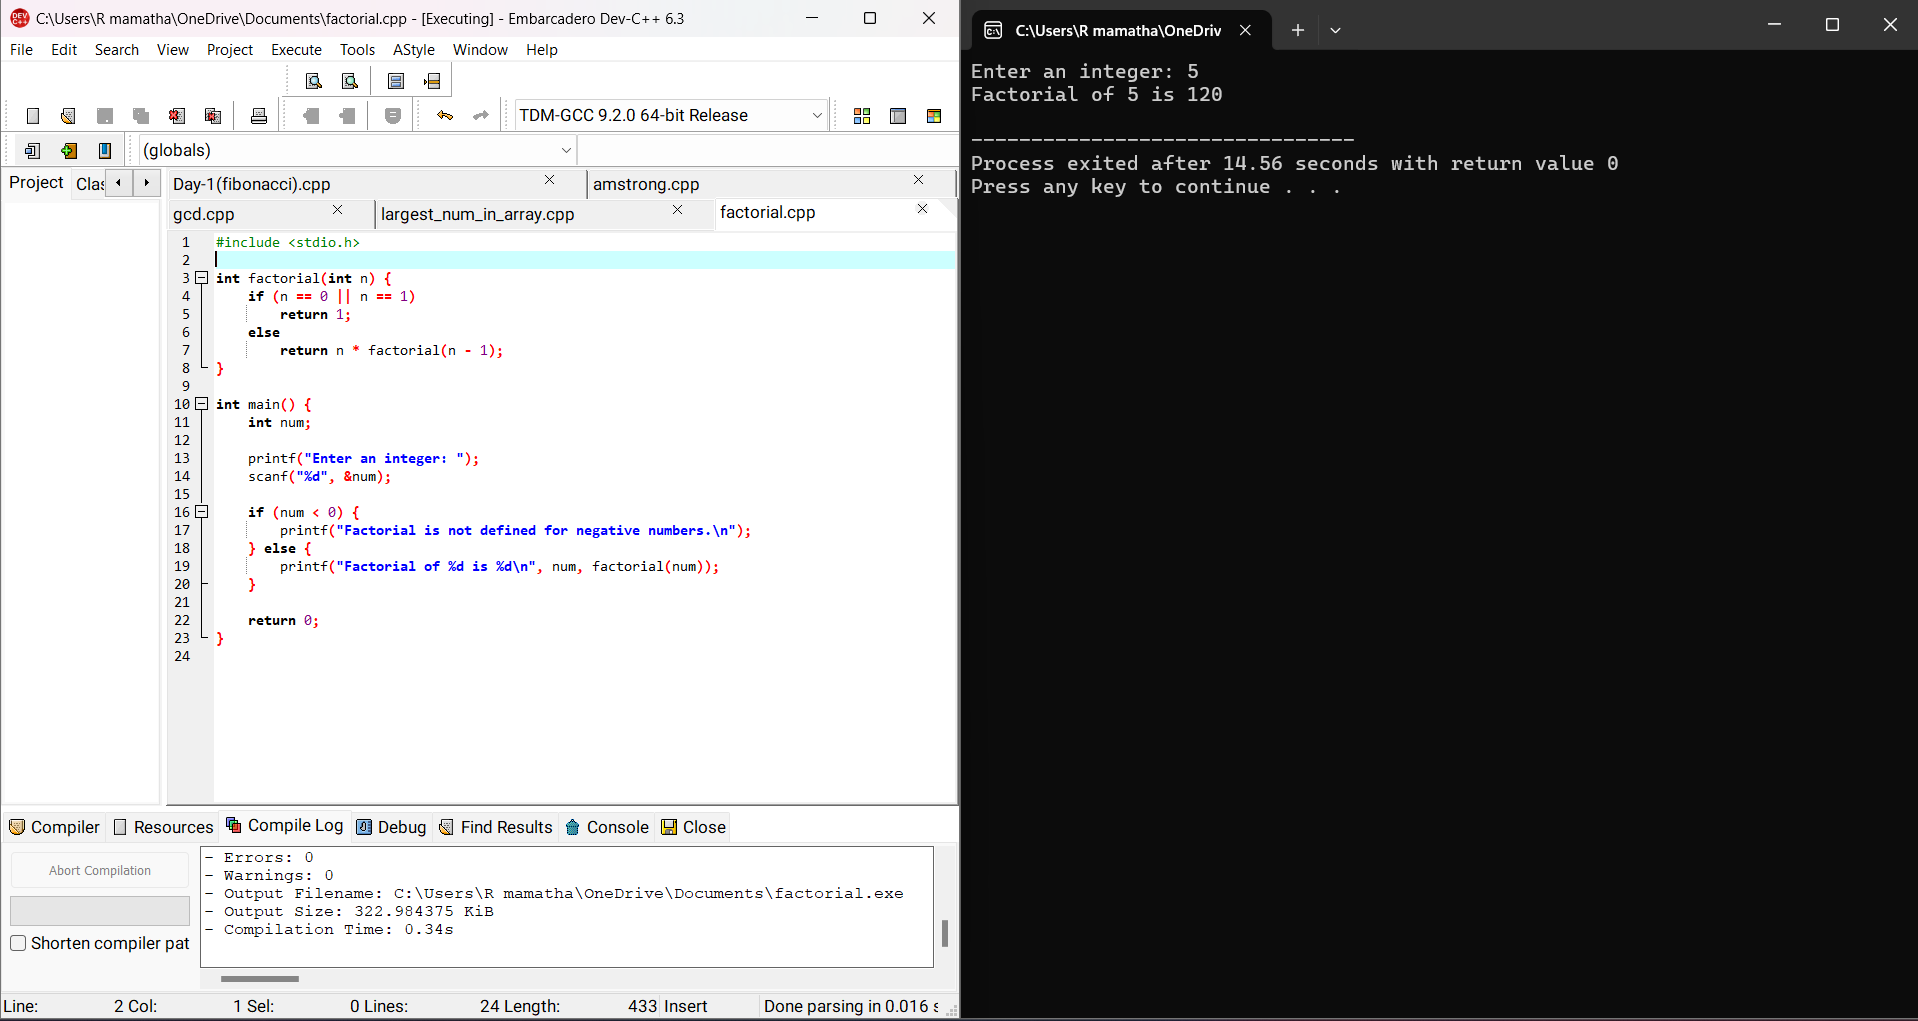 C:\Users\R mamatha\OneDrive\Documents\factorial.cpp - [Executing] - Embarcadero Dev-C++ 6.3
File Edit Search View Project Execute Tools AStyle Window Help
TDM-GCC 9.2.0 64-bit Release
(globals)
Project Clas
Day-1(fibonacci).cpp amstrong.cpp
gcd.cpp largest_num_in_array.cpp factorial.cpp
1 #include <stdio.h>
2
3 int factorial(int n) {
4     if (n == 0 || n == 1)
5         return 1;
6     else
7         return n * factorial(n - 1);
8 }
9
10 int main() {
11     int num;
12
13     printf("Enter an integer: ");
14     scanf("%d", &num);
15
16     if (num < 0) {
17         printf("Factorial is not defined for negative numbers.\n");
18     } else {
19         printf("Factorial of %d is %d\n", num, factorial(num));
20     }
21
22     return 0;
23 }
24
Compiler Resources Compile Log Debug Find Results Console Close
Abort Compilation
Shorten compiler pat
- Errors: 0
- Warnings: 0
- Output Filename: C:\Users\R mamatha\OneDrive\Documents\factorial.exe
- Output Size: 322.984375 KiB
- Compilation Time: 0.34s
Line: 2 Col: 1 Sel: 0 Lines: 24 Length: 433 Insert Done parsing in 0.016 s
C:\Users\R mamatha\OneDriv
Enter an integer: 5
Factorial of 5 is 120
--------------------------------
Process exited after 14.56 seconds with return value 0
Press any key to continue . . .